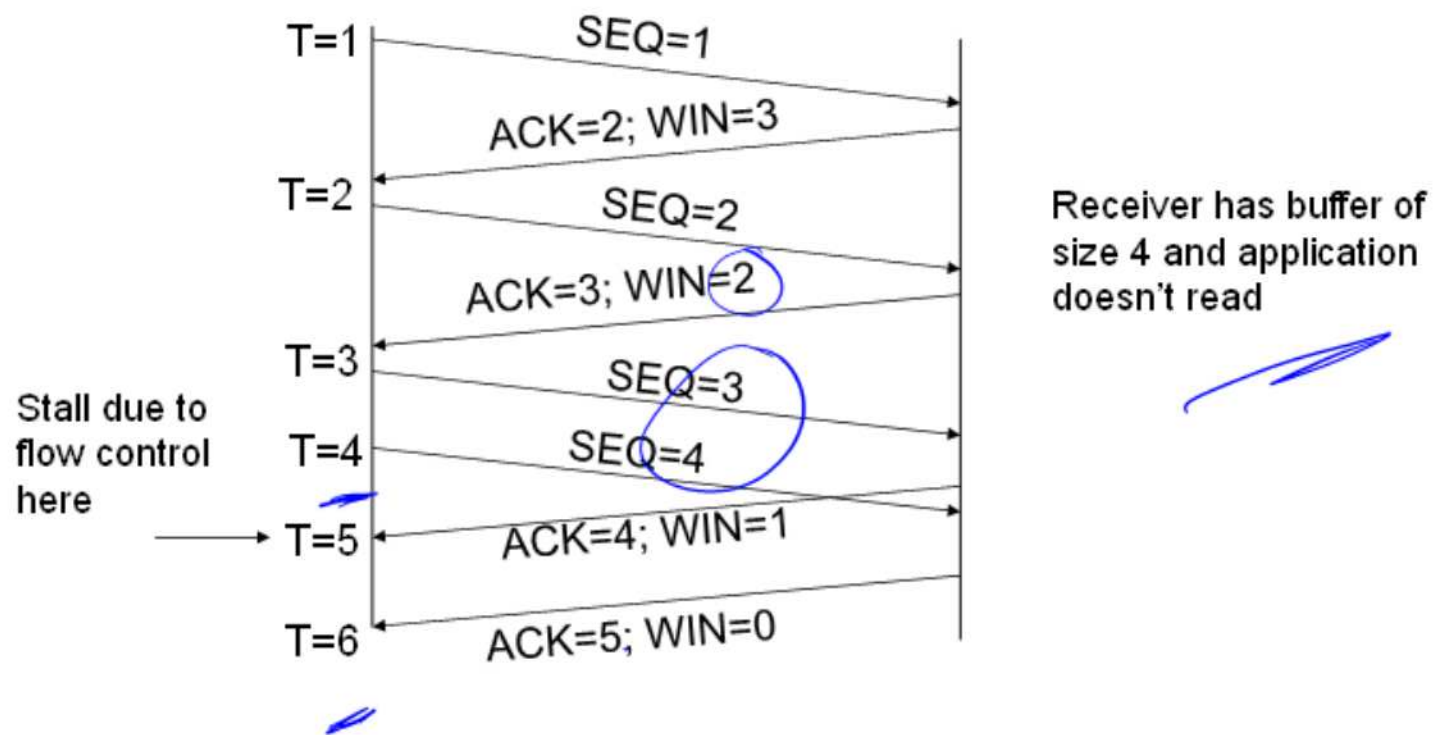 T=1
SEQ=1
ACK=2; WIN=3
T=2
SEQ=2
ACK=3; WIN=2
T=3
SEQ=3
T=4
SEQ=4
T=5
ACK=4; WIN=1
T=6
ACK=5; WIN=0
Stall due to
flow control
here
Receiver has buffer of
size 4 and application
doesn't read